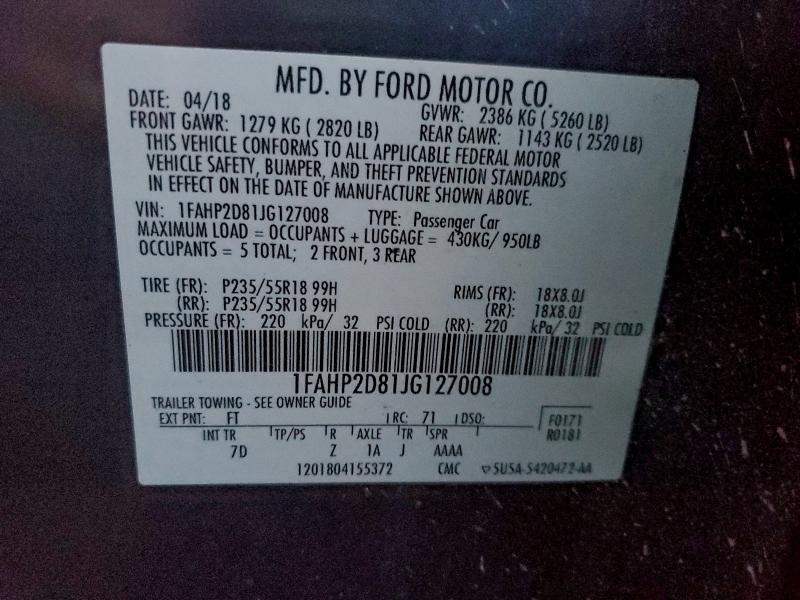 MFD. BY FORD MOTOR CO.
DATE: 04/18 GVWR: 2386 KG ( 5260 LB)
FRONT GAWR: 1279 KG ( 2820 LB) REAR GAWR: 1143 KG ( 2520 LB)
THIS VEHICLE CONFORMS TO ALL APPLICABLE FEDERAL MOTOR
VEHICLE SAFETY, BUMPER, AND THEFT PREVENTION STANDARDS
IN EFFECT ON THE DATE OF MANUFACTURE SHOWN ABOVE.
VIN: 1FAHP2D81JG127008 TYPE: Passenger Car
MAXIMUM LOAD = OCCUPANTS + LUGGAGE = 430KG/ 950LB
OCCUPANTS = 5 TOTAL; 2 FRONT, 3 REAR
TIRE (FR): P235/55R18 99H RIMS (FR): 18X8.0J
(RR): P235/55R18 99H (RR): 18X8.0J
PRESSURE (FR): 220 kPa/ 32 PSI COLD (RR): 220 kPa/ 32 PSI COLD
1FAHP2D81JG127008
TRAILER TOWING - SEE OWNER GUIDE
EXT PNT: FT RC: 71 DSO: F0171
R0181
INT TR TP/PS R AXLE TR SPR
7D Z 1A J AAAA
1201804155372 CMC 5USA-5420472-AA